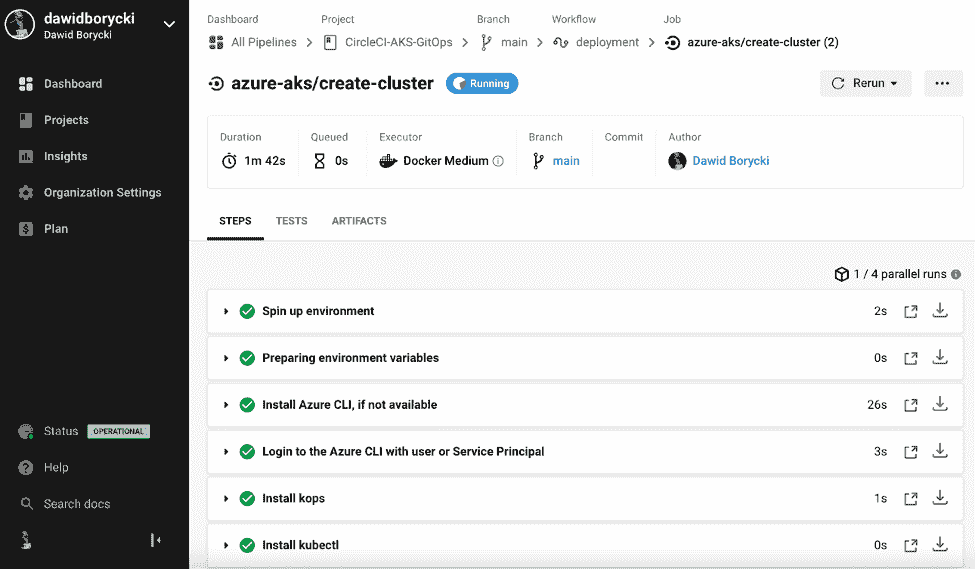 dawidborycki
Dawid Borycki
Dashboard
Projects
Insights
Organization Settings
Plan
Status OPERATIONAL
Help
Search docs
Dashboard Project Branch Workflow Job
All Pipelines CircleCI-AKS-GitOps main deployment azure-aks/create-cluster (2)
azure-aks/create-cluster Running Rerun
Duration Queued Executor Branch Commit Author
1m 42s 0s Docker Medium main Dawid Borycki
STEPS TESTS ARTIFACTS
1 / 4 parallel runs
Spin up environment 2s
Preparing environment variables 0s
Install Azure CLI, if not available 26s
Login to the Azure CLI with user or Service Principal 3s
Install kops 1s
Install kubectl 0s